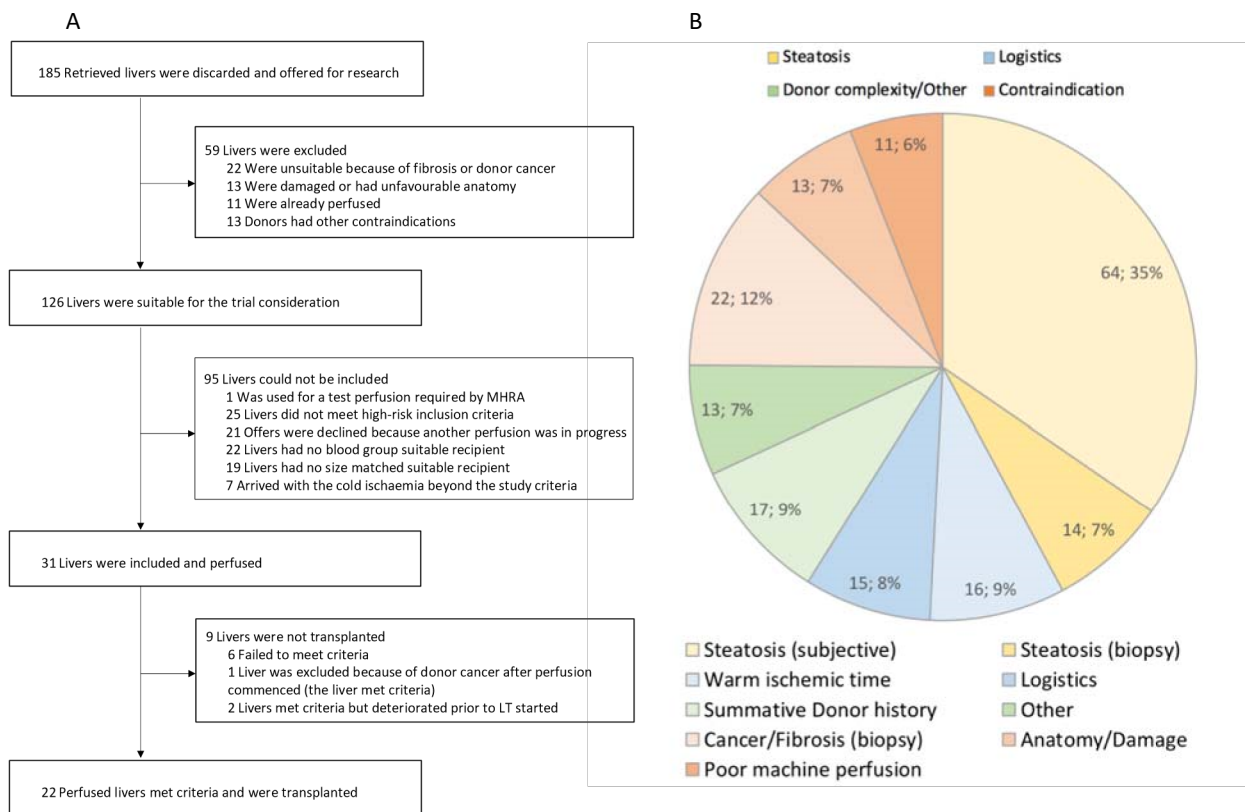 A
185 Retrieved livers were discarded and offered for research
59 Livers were excluded
22 Were unsuitable because of fibrosis or donor cancer
13 Were damaged or had unfavourable anatomy
11 Were already perfused
13 Donors had other contraindications
126 Livers were suitable for the trial consideration
95 Livers could not be included
1 Was used for a test perfusion required by MHRA
25 Livers did not meet high-risk inclusion criteria
21 Offers were declined because another perfusion was in progress
22 Livers had no blood group suitable recipient
19 Livers had no size matched suitable recipient
7 Arrived with the cold ischaemia beyond the study criteria
31 Livers were included and perfused
9 Livers were not transplanted
6 Failed to meet criteria
1 Liver was excluded because of donor cancer after perfusion
commenced (the liver met criteria)
2 Livers met criteria but deteriorated prior to LT started
22 Perfused livers met criteria and were transplanted
B
Steatosis
Logistics
Donor complexity/Other
Contraindication
11; 6%
13; 7%
64; 35%
22; 12%
13; 7%
14; 7%
17; 9%
15; 8%
16; 9%
Steatosis (subjective)
Steatosis (biopsy)
Warm ischemic time
Logistics
Summative Donor history
Other
Cancer/Fibrosis (biopsy)
Anatomy/Damage
Poor machine perfusion